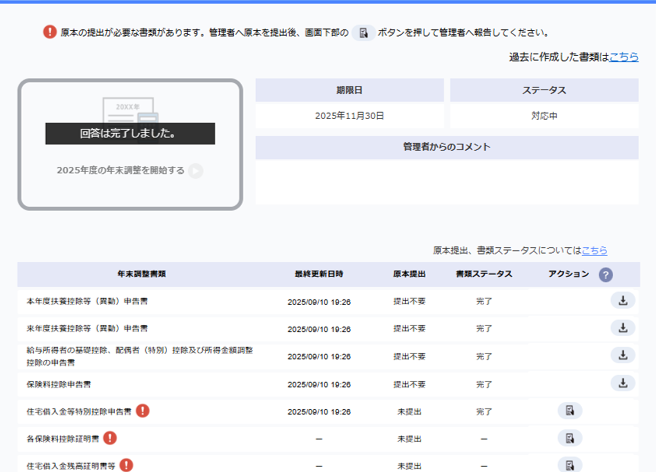 原本の提出が必要な書類があります。管理者へ原本を提出後、画面下部の ボタンを押して管理者へ報告してください。
過去に作成した書類はこちら
20XX年
回答は完了しました。
2025年度の年末調整を開始する
期限日 ステータス
2025年11月30日 対応中
管理者からのコメント
原本提出、書類ステータスについてはこちら
年末調整書類 最終更新日時 原本提出 書類ステータス アクション ?
本年度扶養控除等（異動）申告書 2025/09/10 19:26 提出不要 完了
来年度扶養控除等（異動）申告書 2025/09/10 19:26 提出不要 完了
給与所得者の基礎控除、配偶者（特別）控除及び所得金額調整
控除の申告書 2025/09/10 19:26 提出不要 完了
保険料控除申告書 2025/09/10 19:26 提出不要 完了
住宅借入金等特別控除申告書 2025/09/10 19:26 未提出 完了
各保険料控除証明書 ー 未提出 ー
住宅借入金残高証明書等 ー 未提出 ー